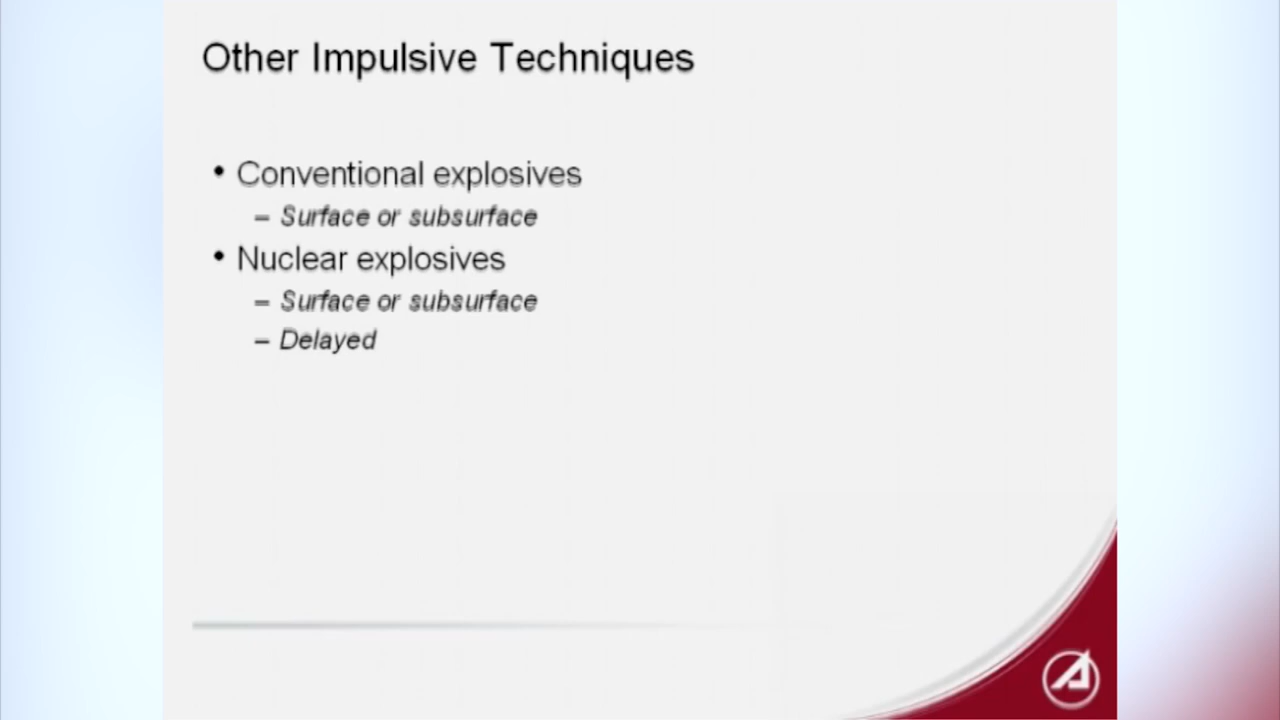 Other Impulsive Techniques
• Conventional explosives
– Surface or subsurface
• Nuclear explosives
– Surface or subsurface
– Delayed